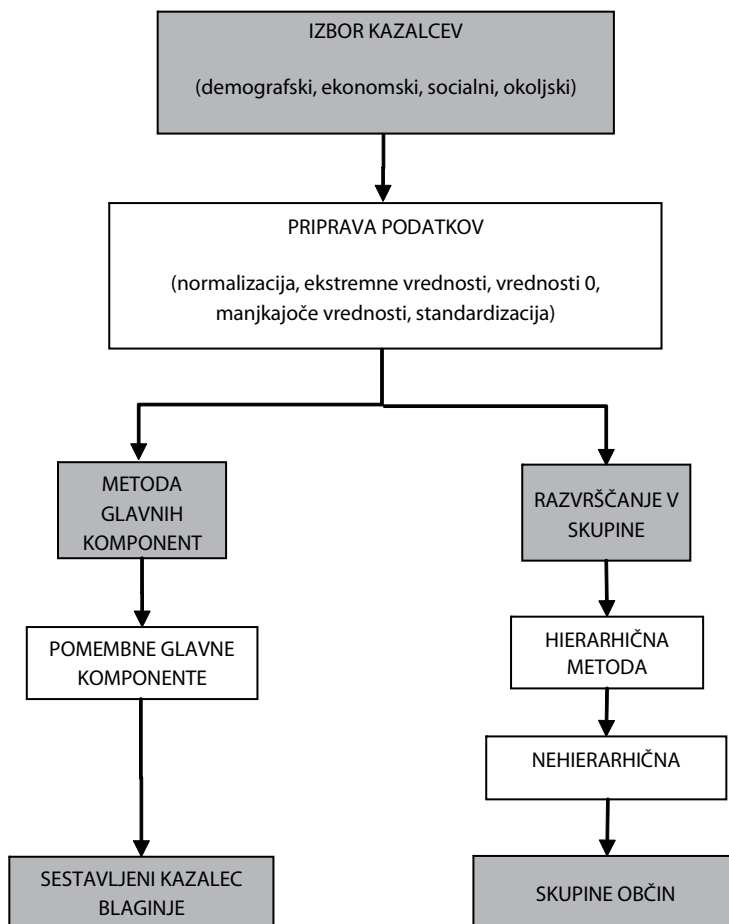 IZBOR KAZALCEV
(demografski, ekonomski, socialni, okoljski)
PRIPRAVA PODATKOV
(normalizacija, ekstremne vrednosti, vrednosti 0,
manjkajoče vrednosti, standardizacija)
METODA
GLAVNIH
KOMPONENT
POMEMBNE GLAVNE
KOMPONENTE
SESTAVLJENI KAZALEC
BLAGINJE
RAZVRŠČANJE V
SKUPINE
HIERARHIČNA
METODA
NEHIERARHIČNA
SKUPINE OBČIN